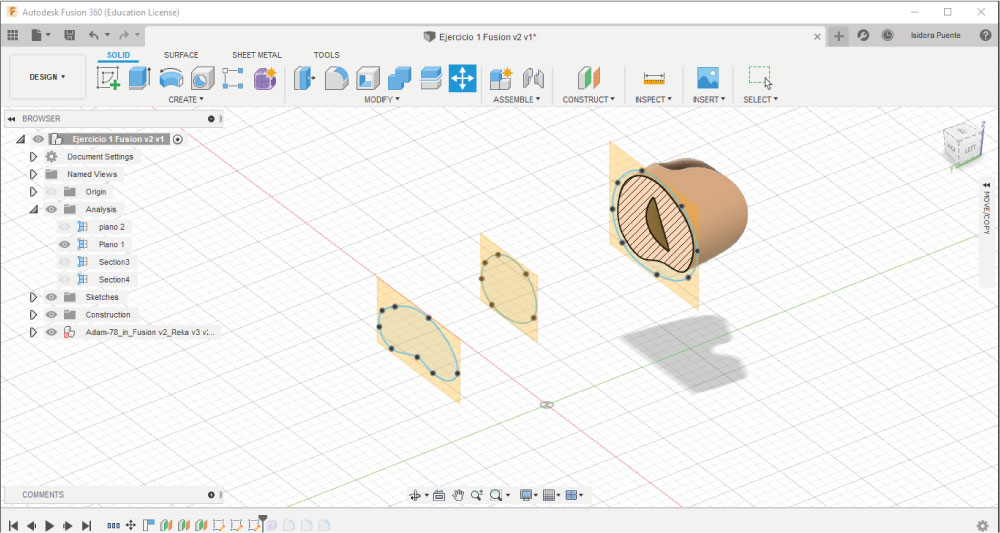 Autodesk Fusion 360 (Education License)
Ejercicio 1 Fusion v2 v1*
Isidora Puente
SOLID SURFACE SHEET METAL TOOLS
DESIGN
CREATE MODIFY ASSEMBLE CONSTRUCT INSPECT INSERT SELECT
BROWSER
Ejercicio 1 Fusion v2 v1
Document Settings
Named Views
Origin
Analysis
plano 2
Plano 1
Section3
Section4
Sketches
Construction
Adam-78_in_Fusion v2_Reka v3 v...
MOVE/COPY
LEFT
Z
COMMENTS